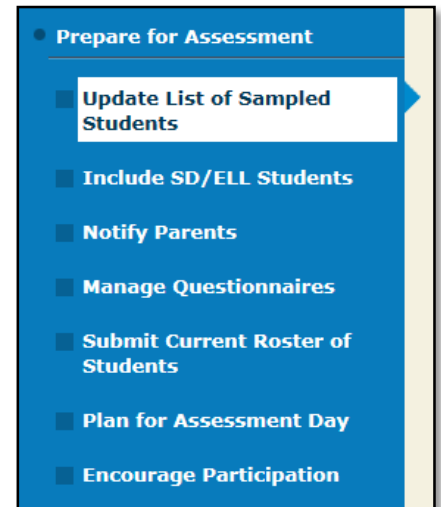 Prepare for Assessment
Update List of Sampled
Students
Include SD/ELL Students
Notify Parents
Manage Questionnaires
Submit Current Roster of
Students
Plan for Assessment Day
Encourage Participation